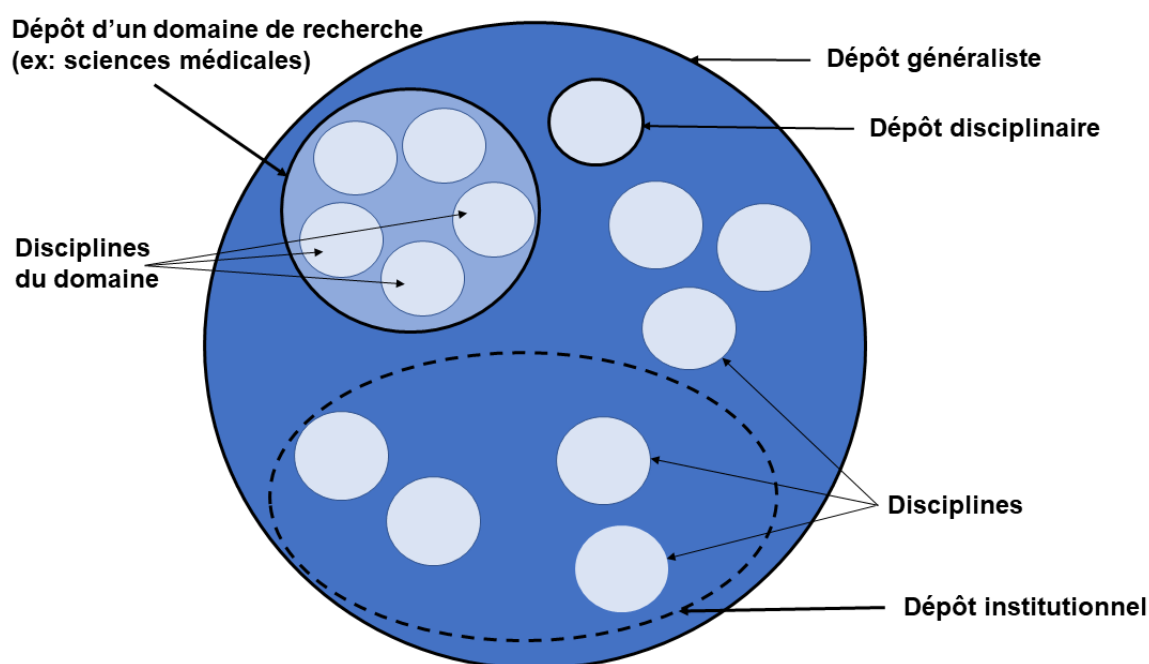 Dépôt d’un domaine de recherche
(ex: sciences médicales)
Dépôt généraliste
Dépôt disciplinaire
Disciplines
du domaine
Disciplines
Dépôt institutionnel